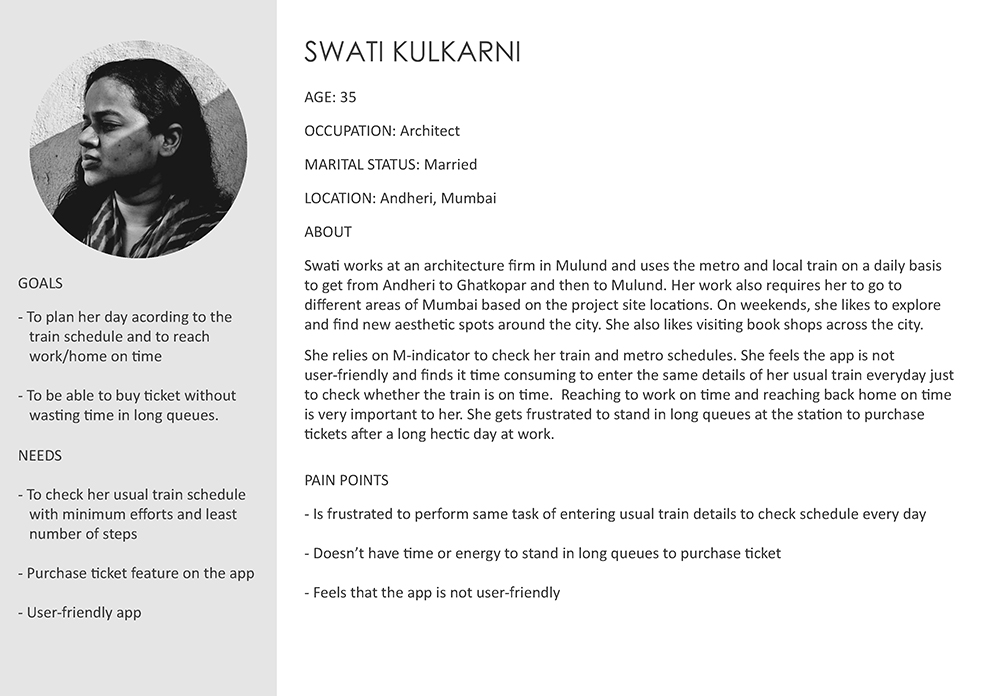 SWATI KULKARNI
AGE: 35
OCCUPATION: Architect
MARITAL STATUS: Married
LOCATION: Andheri, Mumbai
ABOUT
Swati works at an architecture firm in Mulund and uses the metro and local train on a daily basis
to get from Andheri to Ghatkopar and then to Mulund. Her work also requires her to go to
different areas of Mumbai based on the project site locations. On weekends, she likes to explore
and find new aesthetic spots around the city. She also likes visiting book shops across the city.
She relies on M-indicator to check her train and metro schedules. She feels the app is not
user-friendly and finds it time consuming to enter the same details of her usual train everyday just
to check whether the train is on time.  Reaching to work on time and reaching back home on time
is very important to her. She gets frustrated to stand in long queues at the station to purchase
tickets after a long hectic day at work.
PAIN POINTS
- Is frustrated to perform same task of entering usual train details to check schedule every day
- Doesn't have time or energy to stand in long queues to purchase ticket
- Feels that the app is not user-friendly
GOALS
- To plan her day acording to the
train schedule and to reach
work/home on time
- To be able to buy ticket without
wasting time in long queues.
NEEDS
- To check her usual train schedule
with minimum efforts and least
number of steps
- Purchase ticket feature on the app
- User-friendly app